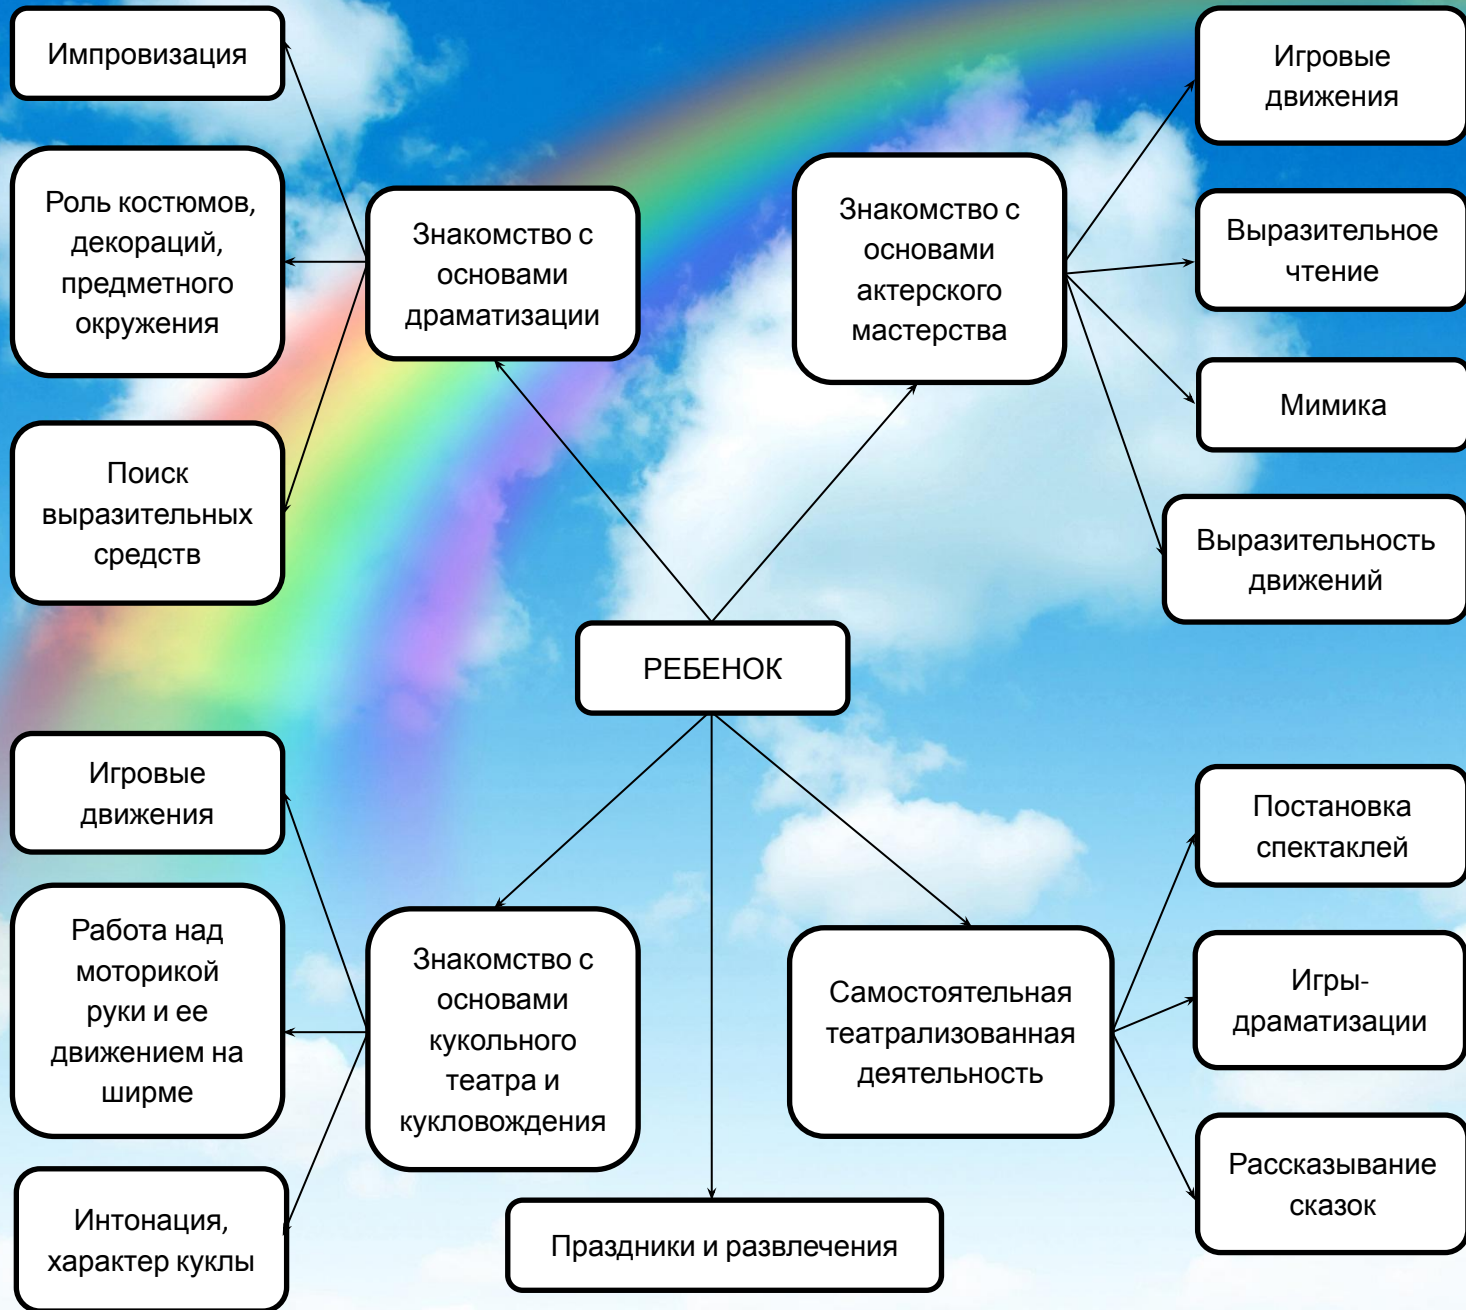 Импровизация
Роль костюмов,
декораций,
предметного
окружения
Поиск
выразительных
средств
Знакомство с
основами
драматизации
Знакомство с
основами
актерского
мастерства
Игровые
движения
Выразительное
чтение
Мимика
Выразительность
движений
РЕБЕНОК
Игровые
движения
Работа над
моторикой
руки и ее
движением на
ширме
Интонация,
характер куклы
Знакомство с
основами
кукольного
театра и
кукловождения
Праздники и развлечения
Самостоятельная
театрализованная
деятельность
Постановка
спектаклей
Игры-
драматизации
Рассказывание
сказок